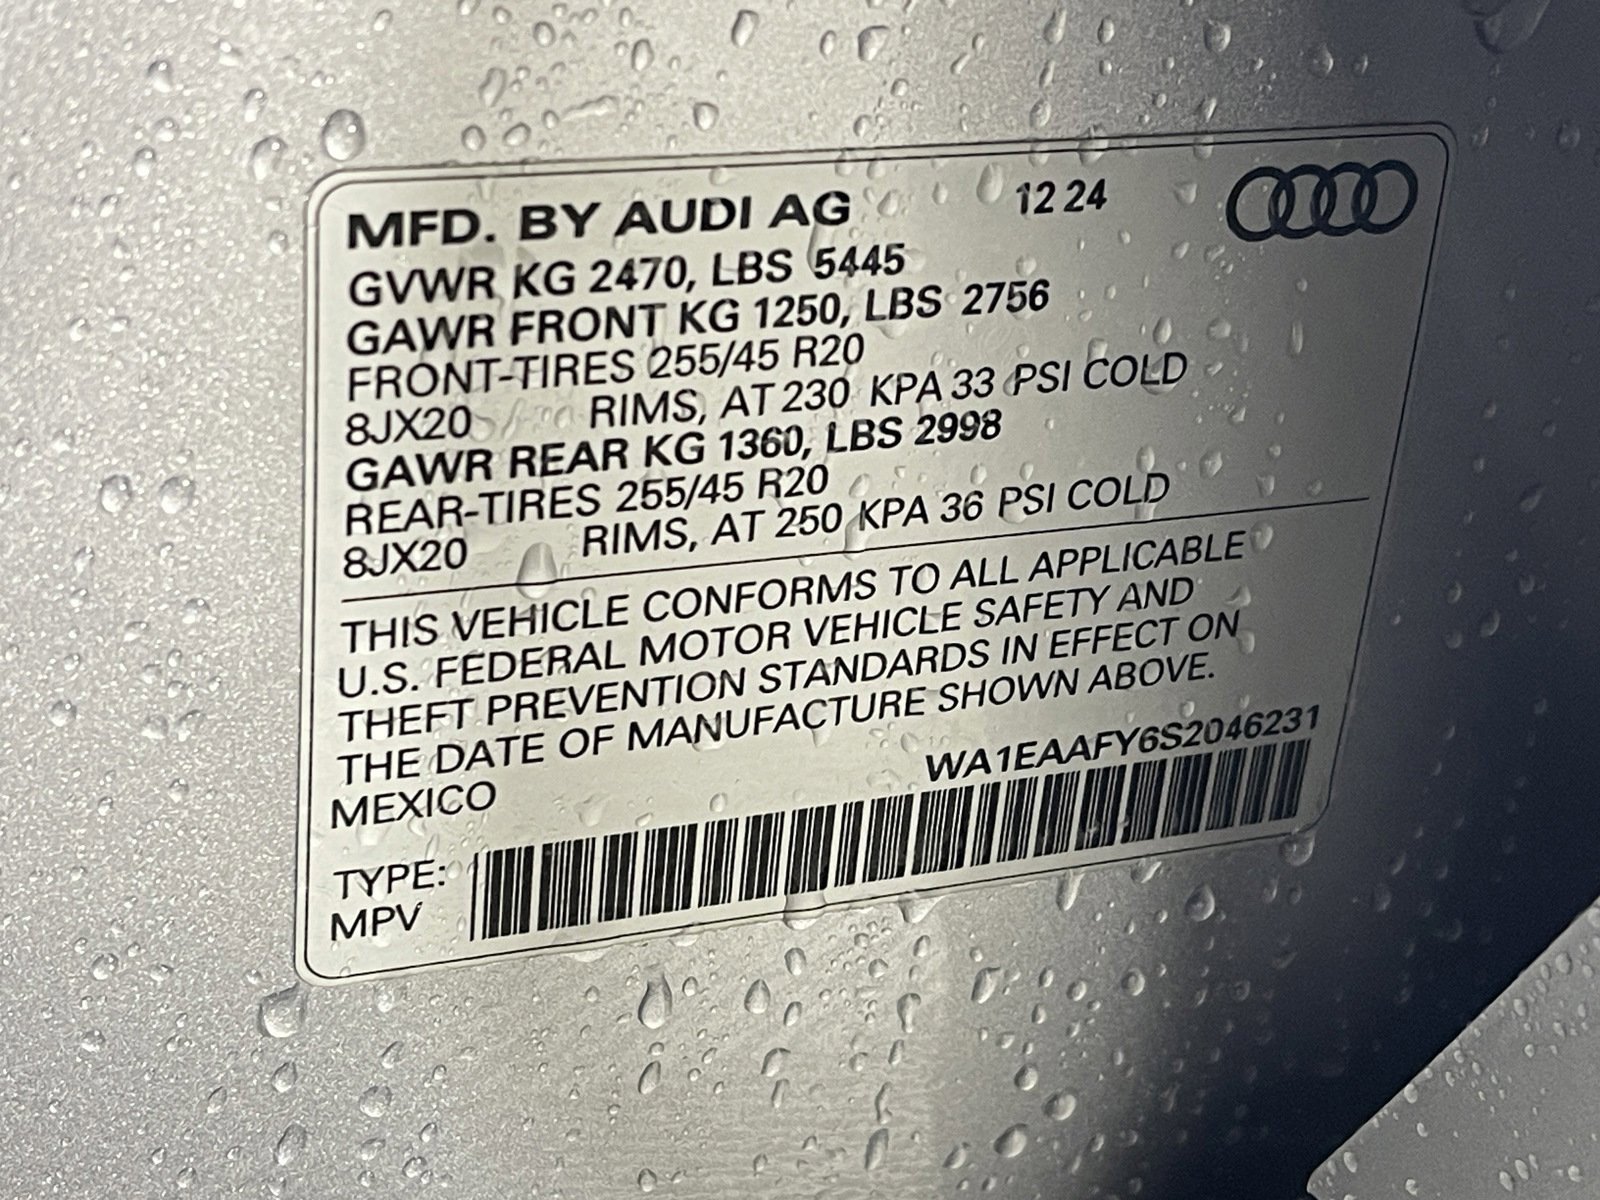 MFD. BY AUDI AG 12 24
GVWR KG 2470, LBS 5445
GAWR FRONT KG 1250, LBS 2756
FRONT-TIRES 255/45 R20
8JX20 RIMS, AT 230 KPA 33 PSI COLD
GAWR REAR KG 1360, LBS 2998
REAR-TIRES 255/45 R20
8JX20 RIMS, AT 250 KPA 36 PSI COLD
THIS VEHICLE CONFORMS TO ALL APPLICABLE
U.S. FEDERAL MOTOR VEHICLE SAFETY AND
THEFT PREVENTION STANDARDS IN EFFECT ON
THE DATE OF MANUFACTURE SHOWN ABOVE.
MEXICO WA1EAAFY6S2046231
TYPE:
MPV